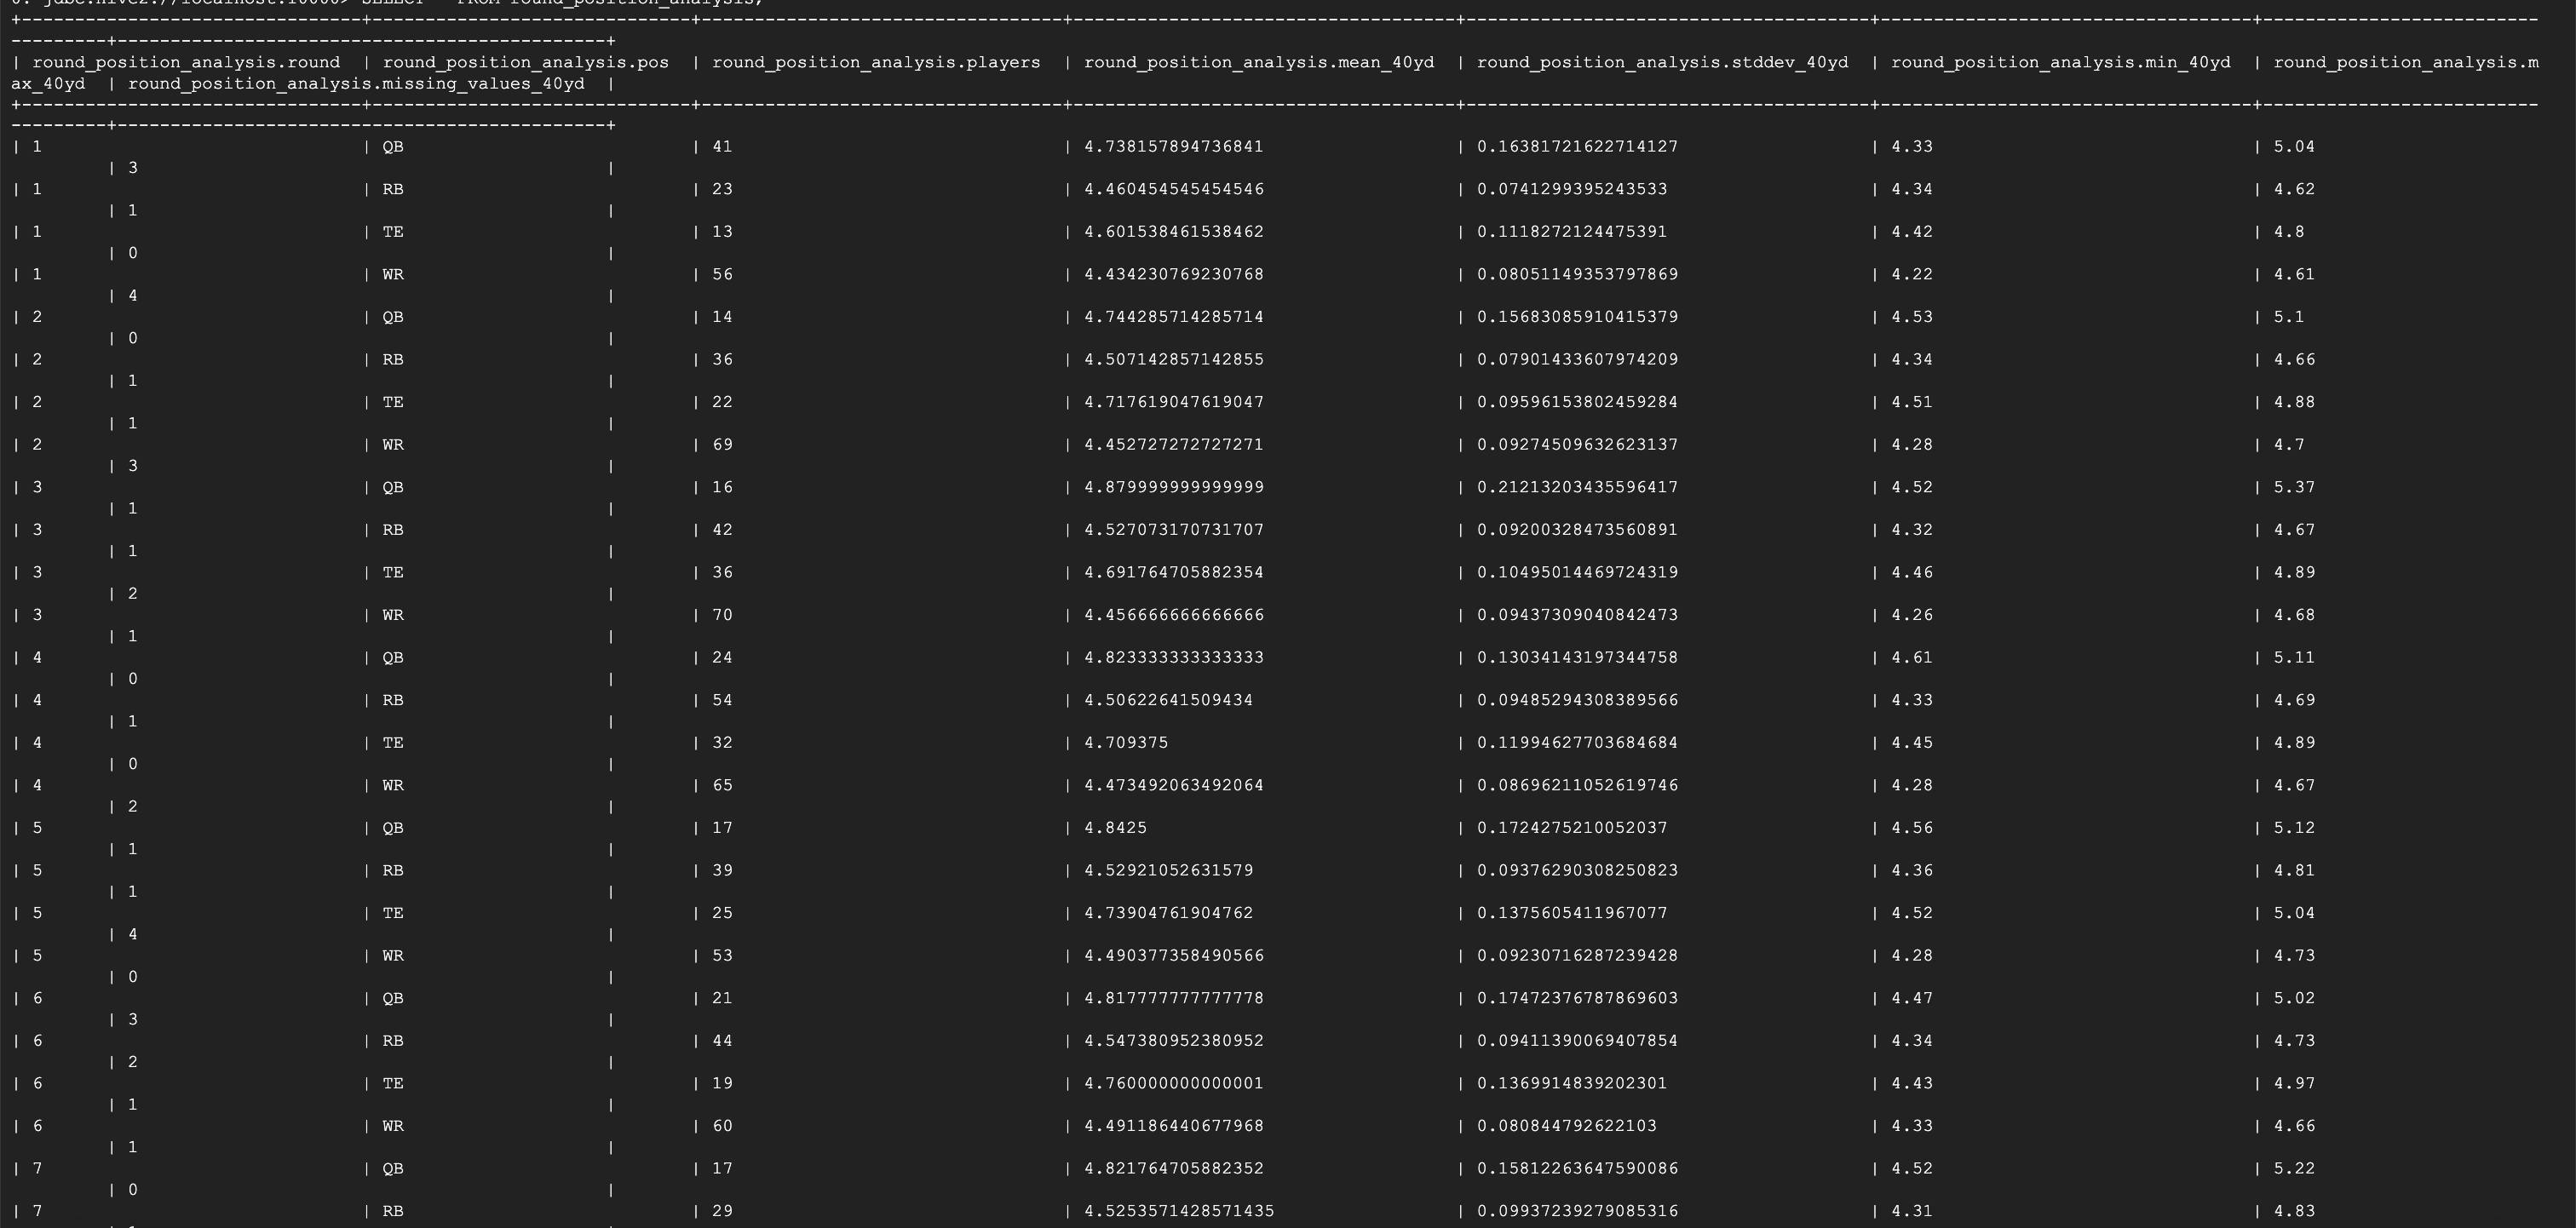 0: jdbc:hive2://localhost:10000> SELECT * FROM round_position_analysis;
+---------------------------------+-------------------------------+----------------------------------+------------------------------------+--------------------------------------+-----------------------------------+--------------------------
---------+----------------------------------------------+
| round_position_analysis.round | round_position_analysis.pos | round_position_analysis.players | round_position_analysis.mean_40yd | round_position_analysis.stddev_40yd | round_position_analysis.min_40yd | round_position_analysis.m
ax_40yd | round_position_analysis.missing_values_40yd |
+---------------------------------+-------------------------------+----------------------------------+------------------------------------+--------------------------------------+-----------------------------------+--------------------------
---------+----------------------------------------------+
| 1 | QB | 41 | 4.738157894736841 | 0.16381721622714127 | 4.33 | 5.04
| 3 |
| 1 | RB | 23 | 4.460454545454546 | 0.0741299395243533 | 4.34 | 4.62
| 1 |
| 1 | TE | 13 | 4.601538461538462 | 0.1118272124475391 | 4.42 | 4.8
| 0 |
| 1 | WR | 56 | 4.434230769230768 | 0.08051149353797869 | 4.22 | 4.61
| 4 |
| 2 | QB | 14 | 4.744285714285714 | 0.15683085910415379 | 4.53 | 5.1
| 0 |
| 2 | RB | 36 | 4.507142857142855 | 0.07901433607974209 | 4.34 | 4.66
| 1 |
| 2 | TE | 22 | 4.717619047619047 | 0.09596153802459284 | 4.51 | 4.88
| 1 |
| 2 | WR | 69 | 4.452727272727271 | 0.09274509632623137 | 4.28 | 4.7
| 3 |
| 3 | QB | 16 | 4.879999999999999 | 0.21213203435596417 | 4.52 | 5.37
| 1 |
| 3 | RB | 42 | 4.527073170731707 | 0.09200328473560891 | 4.32 | 4.67
| 1 |
| 3 | TE | 36 | 4.691764705882354 | 0.10495014469724319 | 4.46 | 4.89
| 2 |
| 3 | WR | 70 | 4.456666666666666 | 0.09437309040842473 | 4.26 | 4.68
| 1 |
| 4 | QB | 24 | 4.823333333333333 | 0.13034143197344758 | 4.61 | 5.11
| 0 |
| 4 | RB | 54 | 4.50622641509434 | 0.09485294308389566 | 4.33 | 4.69
| 1 |
| 4 | TE | 32 | 4.709375 | 0.11994627703684684 | 4.45 | 4.89
| 0 |
| 4 | WR | 65 | 4.473492063492064 | 0.08696211052619746 | 4.28 | 4.67
| 2 |
| 5 | QB | 17 | 4.8425 | 0.1724275210052037 | 4.56 | 5.12
| 1 |
| 5 | RB | 39 | 4.52921052631579 | 0.09376290308250823 | 4.36 | 4.81
| 1 |
| 5 | TE | 25 | 4.73904761904762 | 0.1375605411967077 | 4.52 | 5.04
| 4 |
| 5 | WR | 53 | 4.490377358490566 | 0.09230716287239428 | 4.28 | 4.73
| 0 |
| 6 | QB | 21 | 4.817777777777778 | 0.17472376787869603 | 4.47 | 5.02
| 3 |
| 6 | RB | 44 | 4.547380952380952 | 0.09411390069407854 | 4.34 | 4.73
| 2 |
| 6 | TE | 19 | 4.760000000000001 | 0.1369914839202301 | 4.43 | 4.97
| 1 |
| 6 | WR | 60 | 4.491186440677968 | 0.080844792622103 | 4.33 | 4.66
| 1 |
| 7 | QB | 17 | 4.821764705882352 | 0.15812263647590086 | 4.52 | 5.22
| 0 |
| 7 | RB | 29 | 4.5253571428571435 | 0.09937239279085316 | 4.31 | 4.83